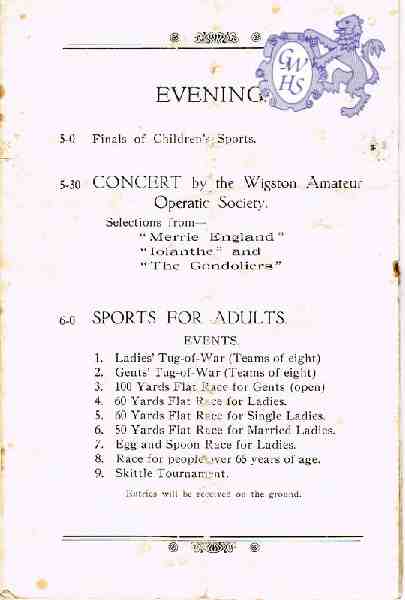 EVENING.
5-0 Finals of Children's Sports.
5-30 CONCERT by the Wigston Amateur
Operatic Society.
Selections from—
"Merrie England"
"Iolanthe" and
"The Gondoliers"
6-0 SPORTS FOR ADULTS.
EVENTS.
1. Ladies' Tug-of-War (Teams of eight)
2. Gents' Tug-of-War (Teams of eight)
3. 100 Yards Flat Race for Gents (open)
4. 60 Yards Flat Race for Ladies.
5. 60 Yards Flat Race for Single Ladies.
6. 50 Yards Flat Race for Married Ladies.
7. Egg and Spoon Race for Ladies.
8. Race for people over 65 years of age.
9. Skittle Tournament.
Entries will be received on the ground.
GWHS